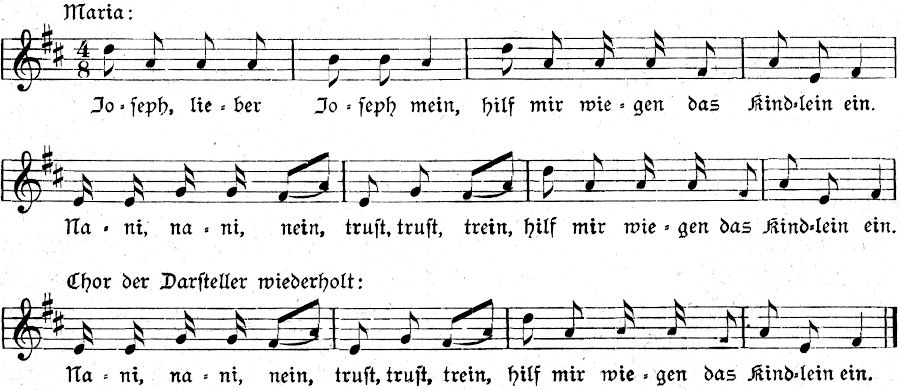 Maria:
4
8
Jo-ſeph, lie-ber Jo-ſeph mein, hilf mir wie-gen das Kind-lein ein.
Na-ni, na-ni, nein, truſt, truſt, trein, hilf mir wie-gen das Kind-lein ein.
Chor der Darſteller wiederholt:
Na-ni, na-ni, nein, truſt, truſt, trein, hilf mir wie-gen das Kind-lein ein.